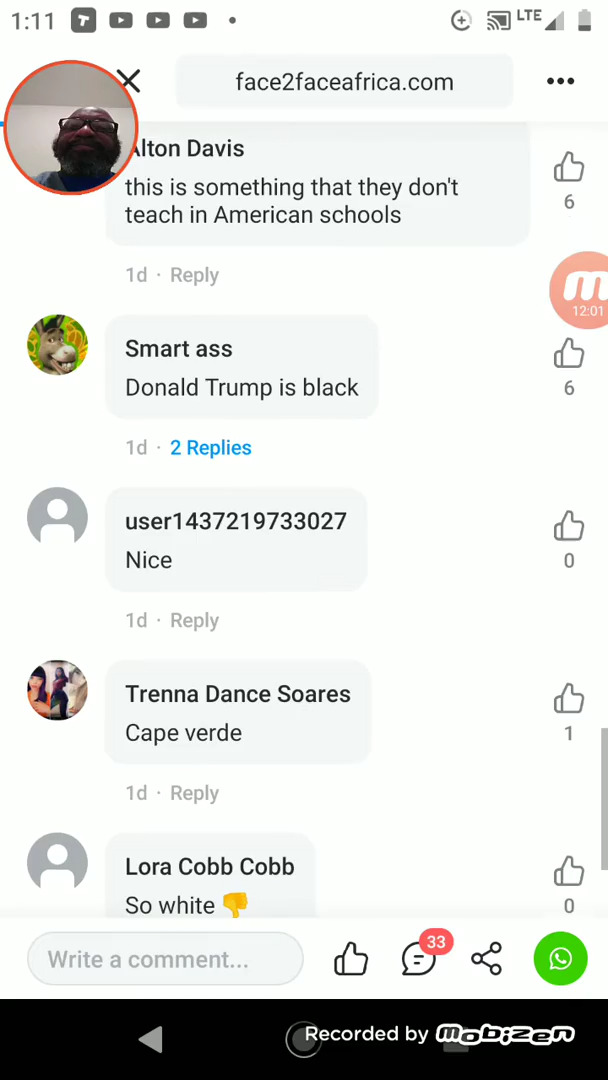 1:11
LTE
face2faceafrica.com
Alton Davis
this is something that they don't
teach in American schools
6
1d · Reply
12:01
Smart ass
Donald Trump is black
6
1d · 2 Replies
user1437219733027
Nice
0
1d · Reply
Trenna Dance Soares
Cape verde
1
1d · Reply
Lora Cobb Cobb
So white 👎
0
Write a comment...
33
Recorded by mobizen